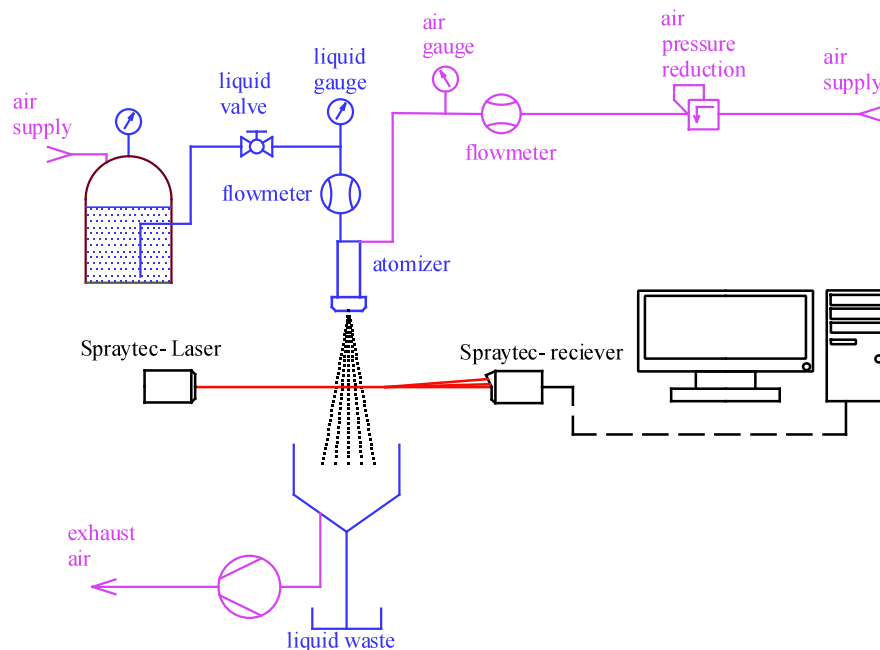 air
gauge
air
pressure
reduction
liquid
gauge
air
supply
liquid
valve
air
supply
flowmeter
flowmeter
atomizer
Spraytec- Laser
Spraytec- reciever
exhaust
air
liquid waste